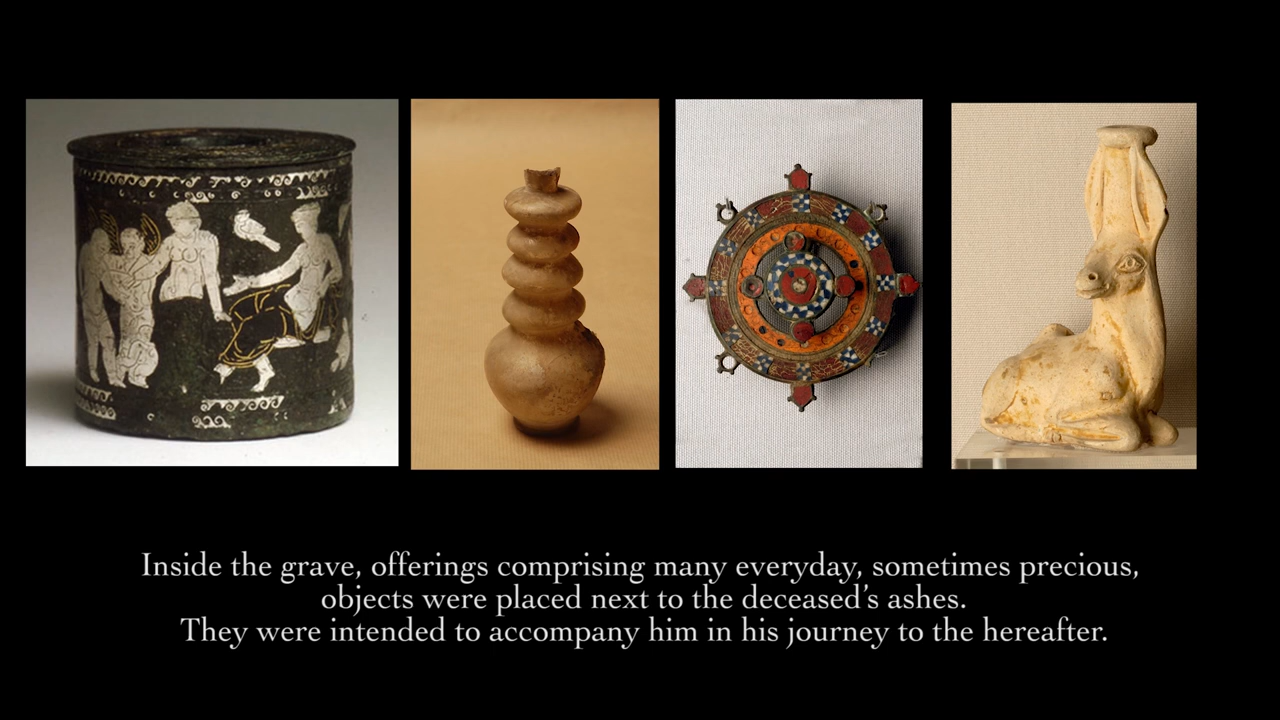 Inside the grave, offerings comprising many everyday, sometimes precious,
objects were placed next to the deceased’s ashes.
They were intended to accompany him in his journey to the hereafter.